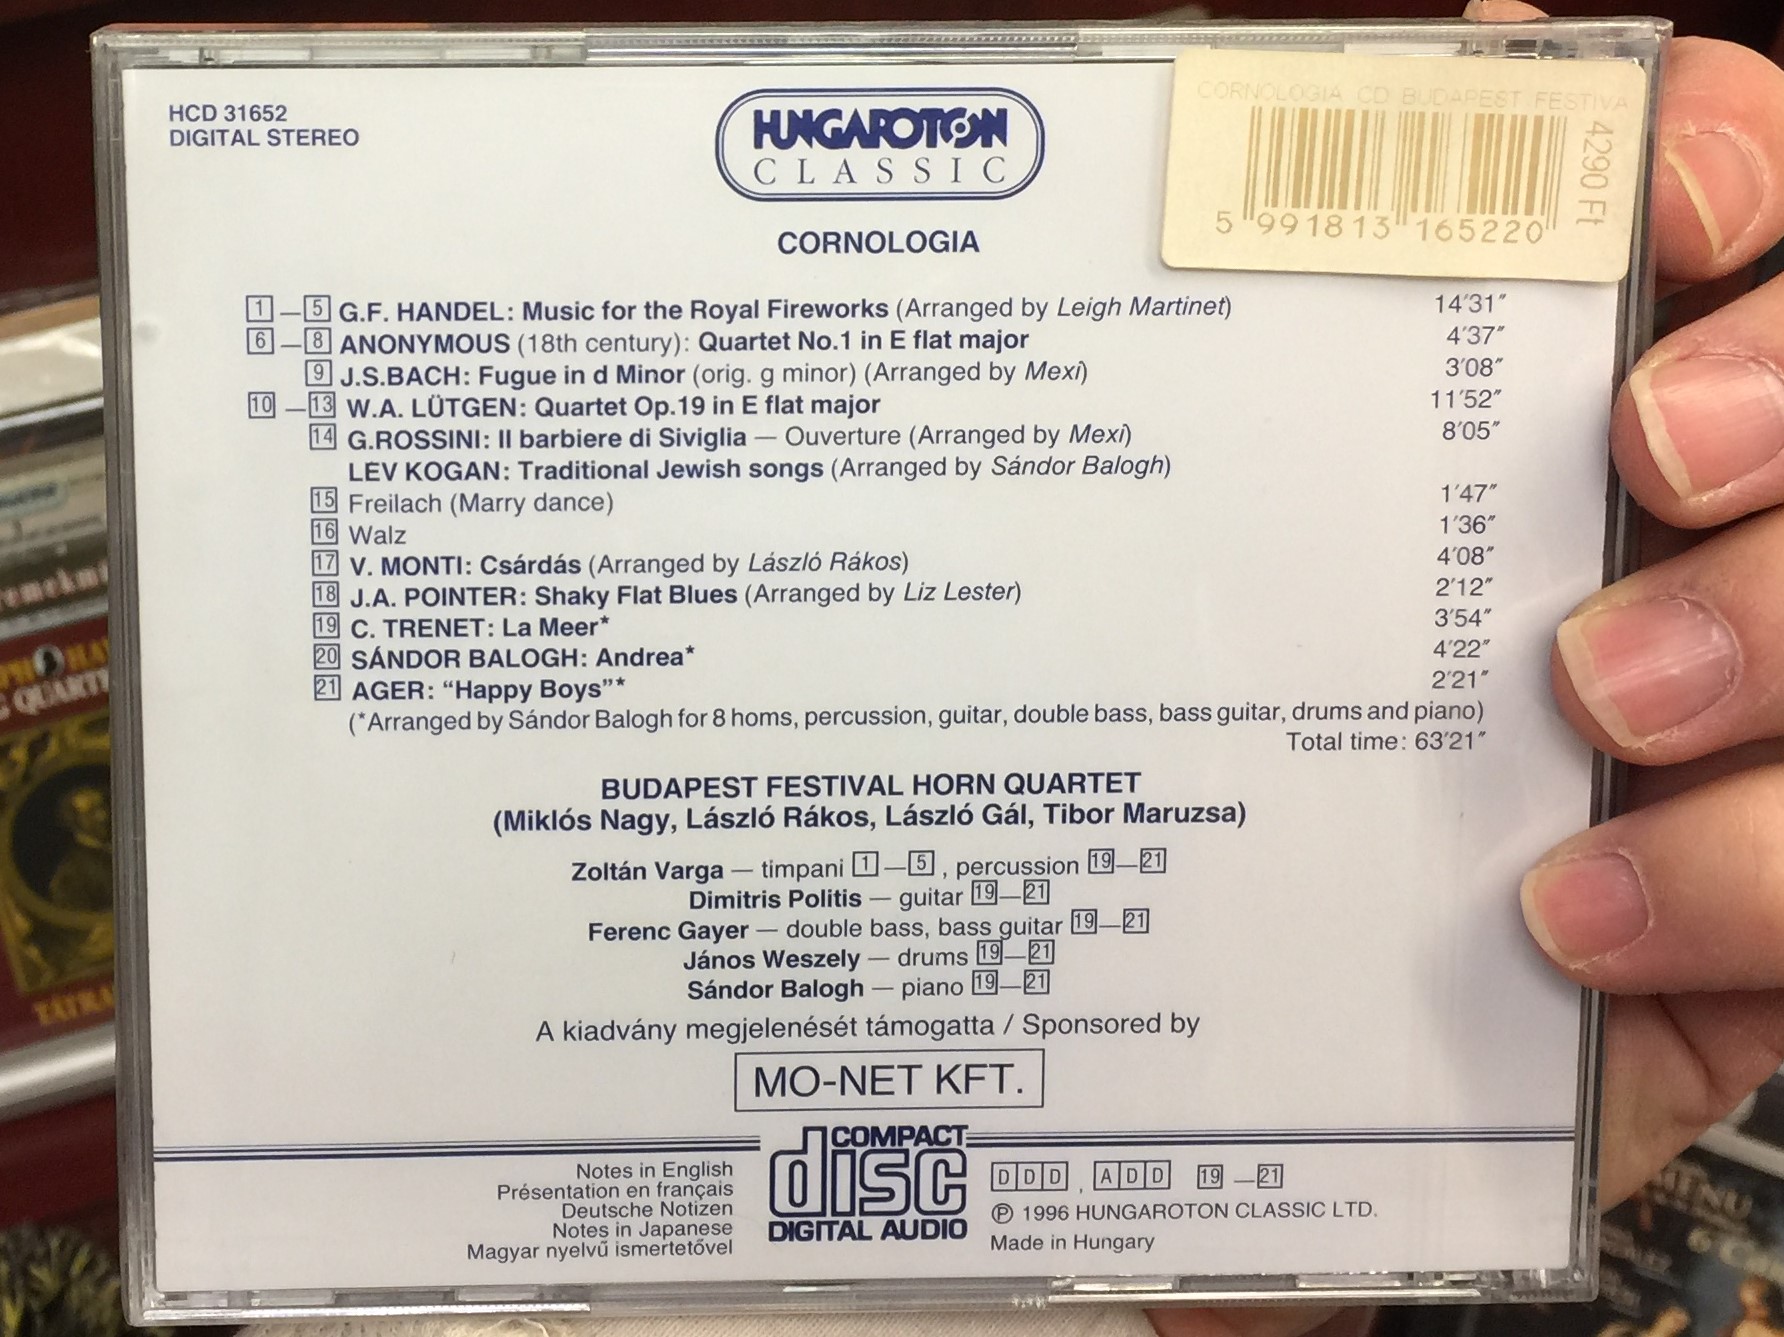 HCD 31652
DIGITAL STEREO
HUNGAROTON
CLASSIC
CORNOLOGIA CD BUDAPEST FESTIVA
5 991813 165220
4290 Ft
CORNOLOGIA
1 — 5 G.F. HANDEL: Music for the Royal Fireworks (Arranged by Leigh Martinet) 14′31″
6 — 8 ANONYMOUS (18th century): Quartet No.1 in E flat major 4′37″
9 J.S.BACH: Fugue in d Minor (orig. g minor) (Arranged by Mexi) 3′08″
10 — 13 W.A. LÜTGEN: Quartet Op.19 in E flat major 11′52″
14 G.ROSSINI: Il barbiere di Siviglia — Ouverture (Arranged by Mexi) 8′05″
LEV KOGAN: Traditional Jewish songs (Arranged by Sándor Balogh)
15 Freilach (Marry dance) 1′47″
16 Walz 1′36″
17 V. MONTI: Csárdás (Arranged by László Rákos) 4′08″
18 J.A. POINTER: Shaky Flat Blues (Arranged by Liz Lester) 2′12″
19 C. TRENET: La Meer* 3′54″
20 SÁNDOR BALOGH: Andrea* 4′22″
21 AGER: “Happy Boys”* 2′21″
(*Arranged by Sándor Balogh for 8 homs, percussion, guitar, double bass, bass guitar, drums and piano)
Total time: 63′21″
BUDAPEST FESTIVAL HORN QUARTET
(Miklós Nagy, László Rákos, László Gál, Tibor Maruzsa)
Zoltán Varga — timpani 1 — 5 , percussion 19 — 21
Dimitris Politis — guitar 19 — 21
Ferenc Gayer — double bass, bass guitar 19 — 21
János Weszely — drums 19 — 21
Sándor Balogh — piano 19 — 21
A kiadvány megjelenését támogatta / Sponsored by
MO-NET KFT.
Notes in English
Présentation en français
Deutsche Notizen
Notes in Japanese
Magyar nyelvű ismertetővel
COMPACT
disc
DIGITAL AUDIO
DDD , ADD 19 — 21
℗ 1996 HUNGAROTON CLASSIC LTD.
Made in Hungary
QUARTE
TATRA